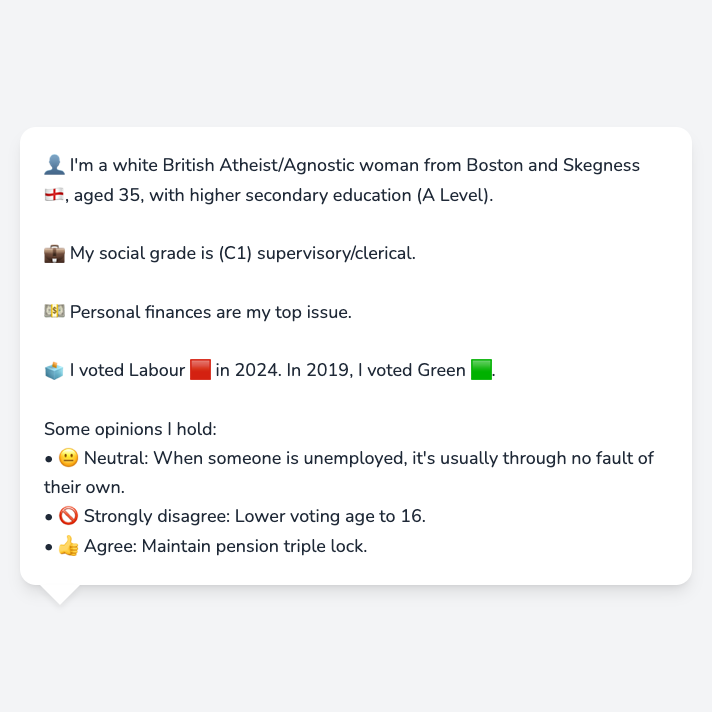 👤 I'm a white British Atheist/Agnostic woman from Boston and Skegness
🏴󠁧󠁢󠁥󠁮󠁧󠁿, aged 35, with higher secondary education (A Level).
💼 My social grade is (C1) supervisory/clerical.
💵 Personal finances are my top issue.
🗳️ I voted Labour 🟥 in 2024. In 2019, I voted Green 🟩.
Some opinions I hold:
• 😐 Neutral: When someone is unemployed, it's usually through no fault of
their own.
• 🚫 Strongly disagree: Lower voting age to 16.
• 👍 Agree: Maintain pension triple lock.